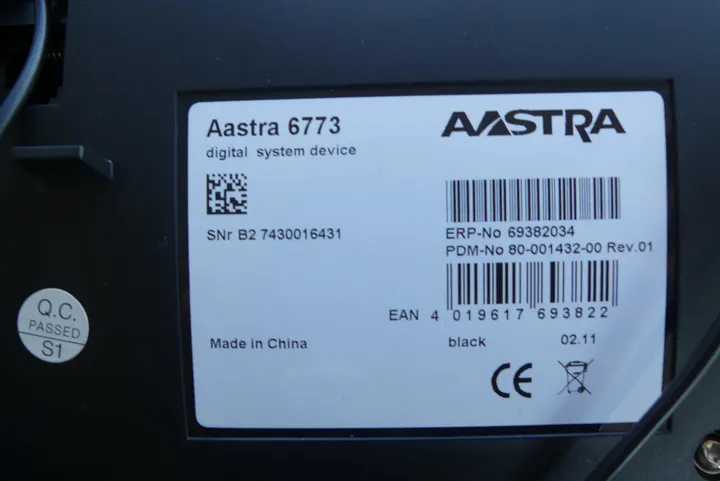 Aastra 6773
digital system device
AASTRA
SNr B2 7430016431
ERP-No 69382034
PDM-No 80-001432-00 Rev.01
EAN 4 019617 693822
Made in China
black 02.11
CE
Q.C.
PASSED
S1